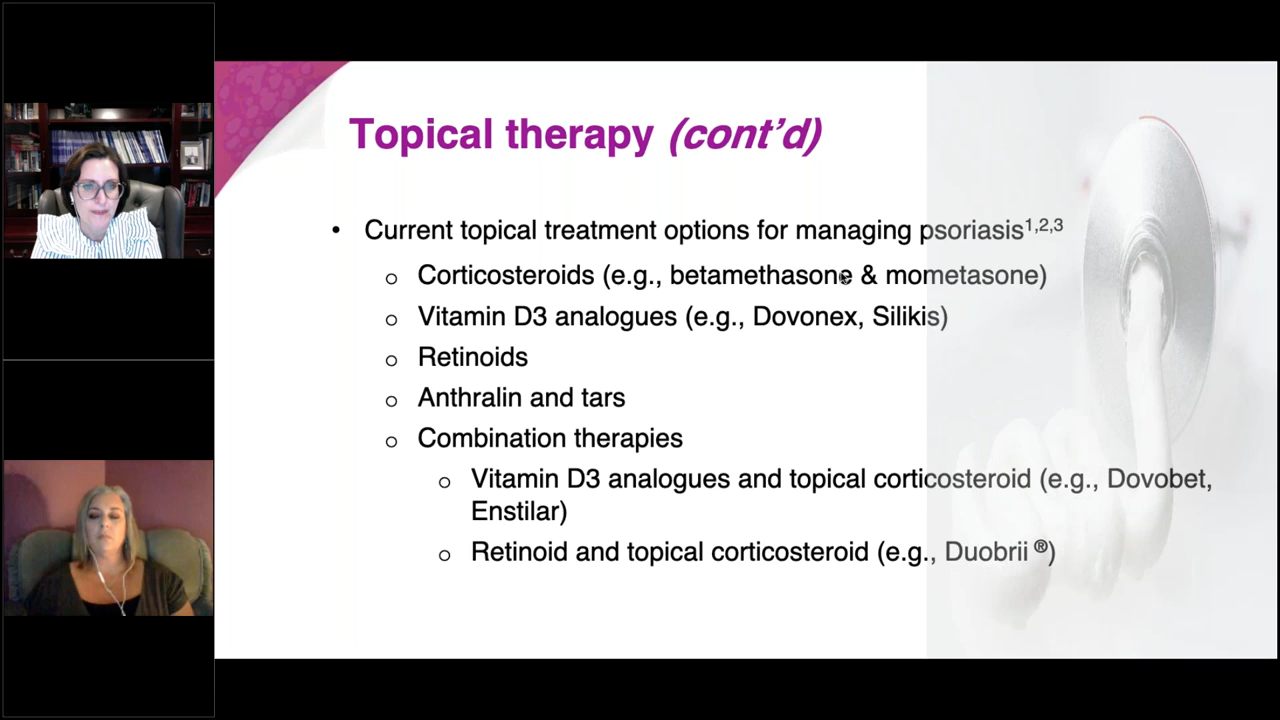 Topical therapy (cont’d)
• Current topical treatment options for managing psoriasis1,2,3
o Corticosteroids (e.g., betamethasone & mometasone)
o Vitamin D3 analogues (e.g., Dovonex, Silikis)
o Retinoids
o Anthralin and tars
o Combination therapies
o Vitamin D3 analogues and topical corticosteroid (e.g., Dovobet,
Enstilar)
o Retinoid and topical corticosteroid (e.g., Duobrii ®)